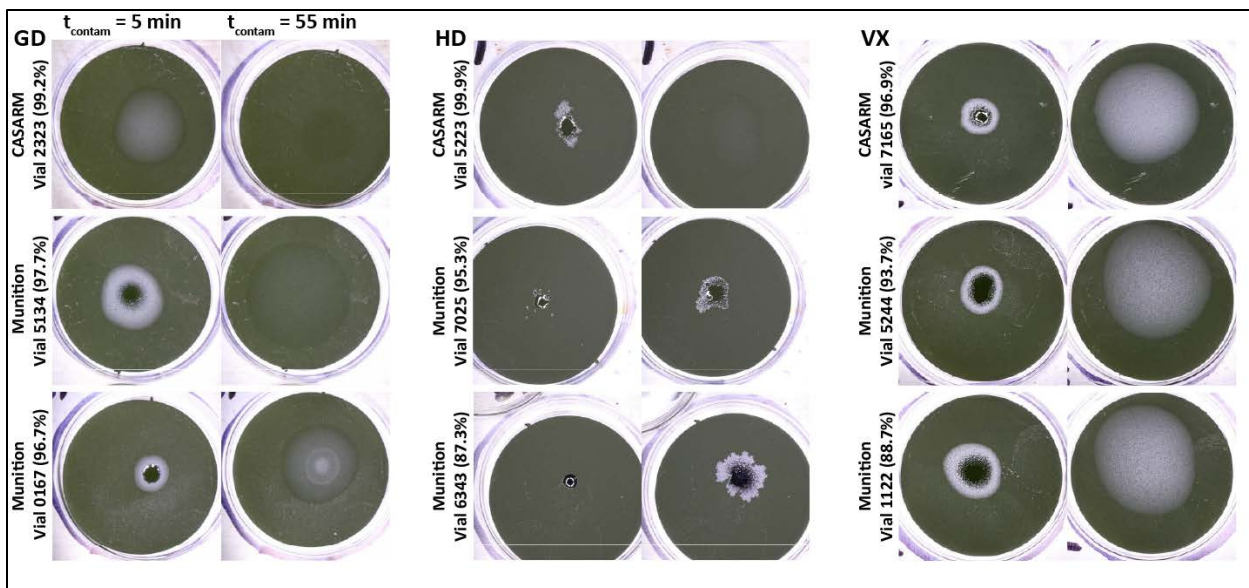 t_contam = 5 min
t_contam = 55 min
GD
HD
VX
CASARM
Vial 2323 (99.2%)
CASARM
Vial 5223 (99.9%)
CASARM
vial 7165 (96.9%)
Munition
Vial 5134 (97.7%)
Munition
Vial 7025 (95.3%)
Munition
Vial 5244 (93.7%)
Munition
Vial 0167 (96.7%)
Munition
Vial 6343 (87.3%)
Munition
Vial 1122 (88.7%)